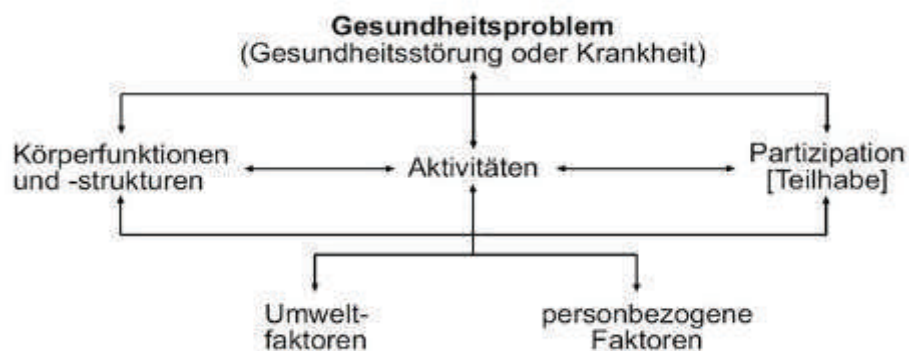 Gesundheitsproblem
(Gesundheitsstörung oder Krankheit)
Körperfunktionen
und -strukturen
Aktivitäten
Partizipation
[Teilhabe]
Umwelt-
faktoren
personbezogene
Faktoren